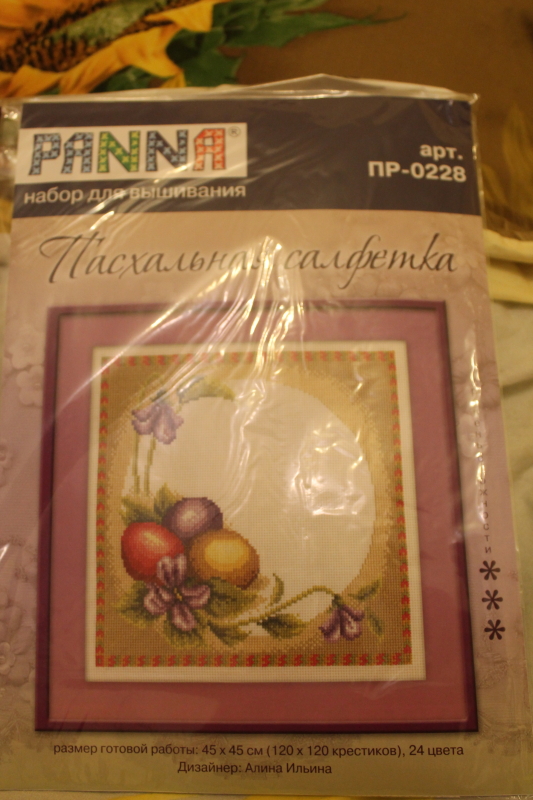 PANNA®
набор для вышивания
арт.
ПР-0228
Пасхальная салфетка
размер готовой работы: 45 х 45 см (120 х 120 крестиков), 24 цвета
Дизайнер: Алина Ильина